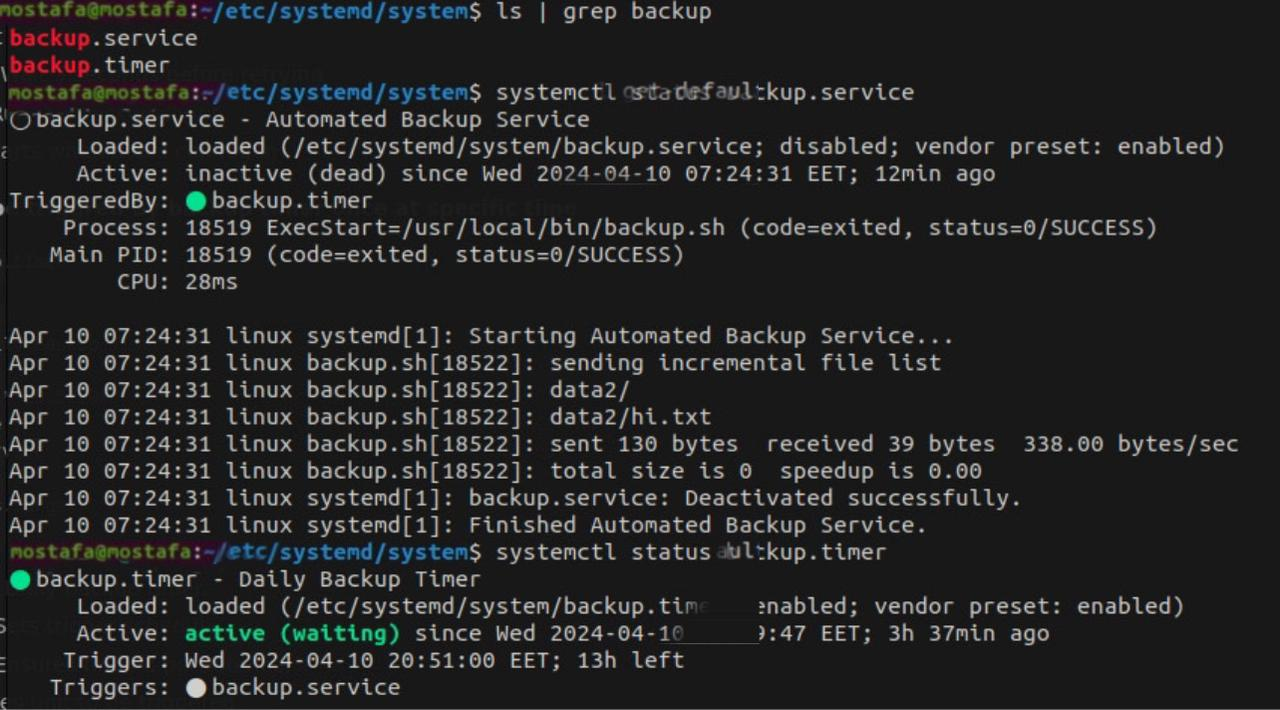 mostafa@mostafa:~/etc/systemd/system$ ls | grep backup
backup.service
backup.timer
mostafa@mostafa:~/etc/systemd/system$ systemctl status ckup.service
backup.service - Automated Backup Service
Loaded: loaded (/etc/systemd/system/backup.service; disabled; vendor preset: enabled)
Active: inactive (dead) since Wed 2024-04-10 07:24:31 EET; 12min ago
TriggeredBy: backup.timer
Process: 18519 ExecStart=/usr/local/bin/backup.sh (code=exited, status=0/SUCCESS)
Main PID: 18519 (code=exited, status=0/SUCCESS)
CPU: 28ms
Apr 10 07:24:31 linux systemd[1]: Starting Automated Backup Service...
Apr 10 07:24:31 linux backup.sh[18522]: sending incremental file list
Apr 10 07:24:31 linux backup.sh[18522]: data2/
Apr 10 07:24:31 linux backup.sh[18522]: data2/hi.txt
Apr 10 07:24:31 linux backup.sh[18522]: sent 130 bytes  received 39 bytes  338.00 bytes/sec
Apr 10 07:24:31 linux backup.sh[18522]: total size is 0  speedup is 0.00
Apr 10 07:24:31 linux systemd[1]: backup.service: Deactivated successfully.
Apr 10 07:24:31 linux systemd[1]: Finished Automated Backup Service.
mostafa@mostafa:~/etc/systemd/system$ systemctl status ckup.timer
backup.timer - Daily Backup Timer
Loaded: loaded (/etc/systemd/system/backup.tim enabled; vendor preset: enabled)
Active: active (waiting) since Wed 2024-04-10 9:47 EET; 3h 37min ago
Trigger: Wed 2024-04-10 20:51:00 EET; 13h left
Triggers: backup.service